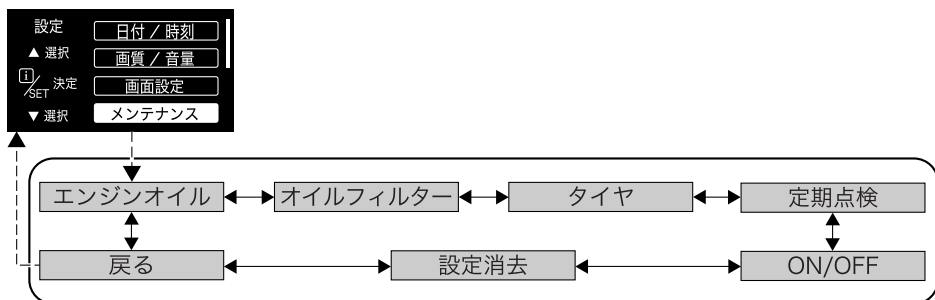 設定
日付 / 時刻
▲ 選択
画質 / 音量
i/SET 決定
画面設定
▼ 選択
メンテナンス
エンジンオイル
オイルフィルター
タイヤ
定期点検
戻る
設定消去
ON/OFF